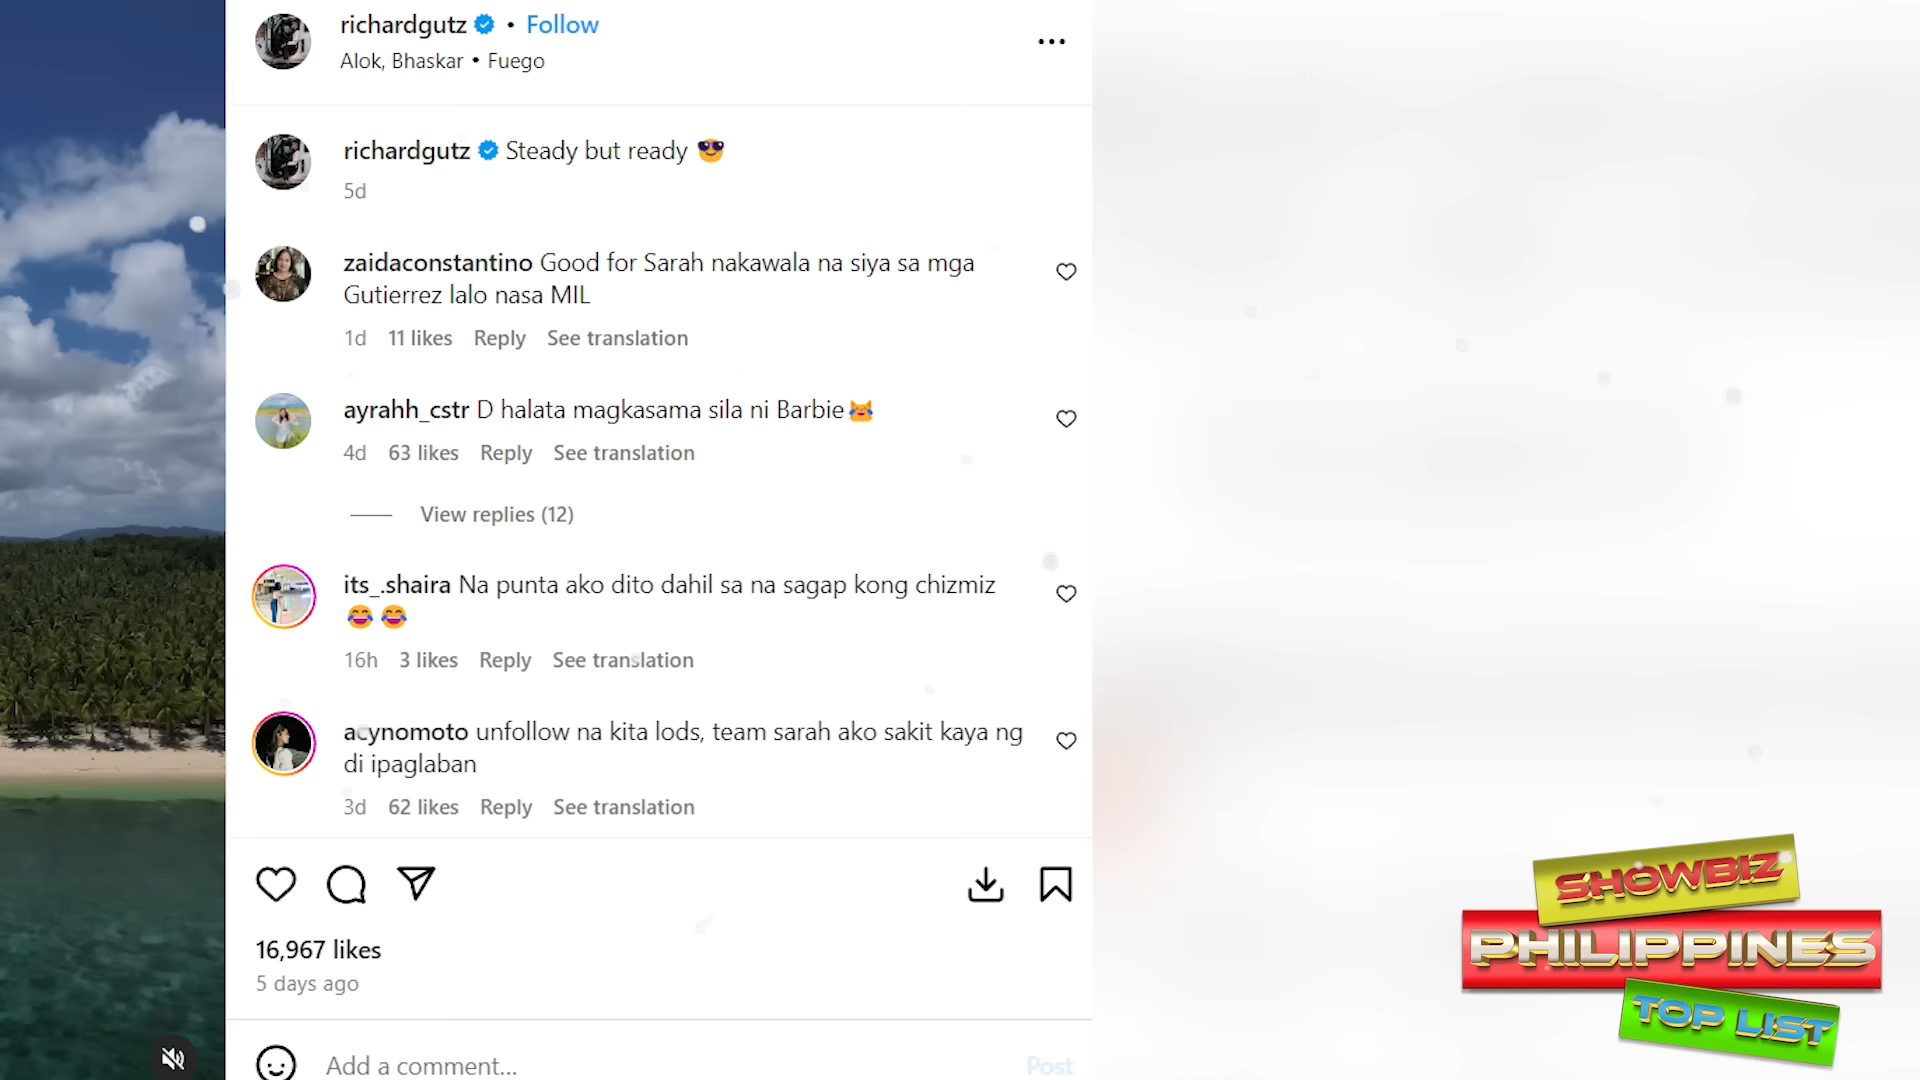 richardgutz • Follow
Alok, Bhaskar • Fuego
richardgutz Steady but ready 😎
5d
zaidaconstantino Good for Sarah nakawala na siya sa mga
Gutierrez lalo nasa MIL
1d 11 likes Reply See translation
ayrahh_cstr D halata magkasama sila ni Barbie😹
4d 63 likes Reply See translation
View replies (12)
its_.shaira Na punta ako dito dahil sa na sagap kong chizmiz
😂😂
16h 3 likes Reply See translation
acynomoto unfollow na kita lods, team sarah ako sakit kaya ng
di ipaglaban
3d 62 likes Reply See translation
16,967 likes
5 days ago
Add a comment... Post
SHOWBIZ
PHILIPPINES
TOP LIST